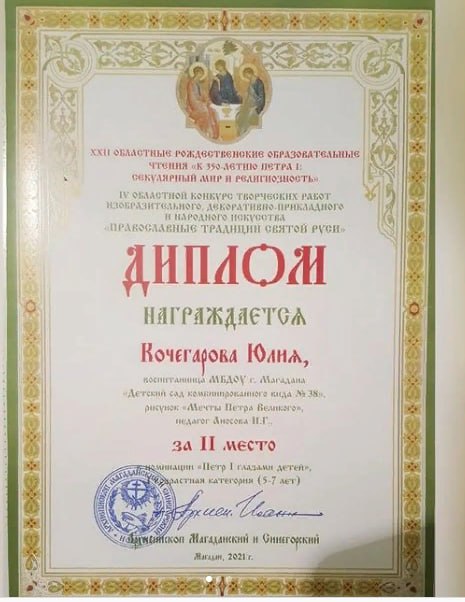 XXII ОБЛАСТНЫЕ РОЖДЕСТВЕНСКИЕ ОБРАЗОВАТЕЛЬНЫЕ
ЧТЕНИЯ «К 350-ЛЕТИЮ ПЕТРА I:
СЕКУЛЯРНЫЙ МИР И РЕЛИГИОЗНОСТЬ»
IV ОБЛАСТНОЙ КОНКУРС ТВОРЧЕСКИХ РАБОТ
ИЗОБРАЗИТЕЛЬНОГО, ДЕКОРАТИВНО-ПРИКЛАДНОГО
И НАРОДНОГО ИСКУССТВА
«ПРАВОСЛАВНЫЕ ТРАДИЦИИ СВЯТОЙ РУСИ»
ДИПЛОМ
НАГРАЖДАЕТСЯ
Кочегарова Юлия,
воспитанница МБДОУ г. Магадана
«Детский сад комбинированного вида № 38»,
рисунок «Мечты Петра Великого»,
педагог Аносова Н.Г.,
за II место
в номинации «Петр I глазами детей»,
I возрастная категория (5-7 лет)
Архиепископ Магаданский и Синегорский
Магадан, 2021 г.